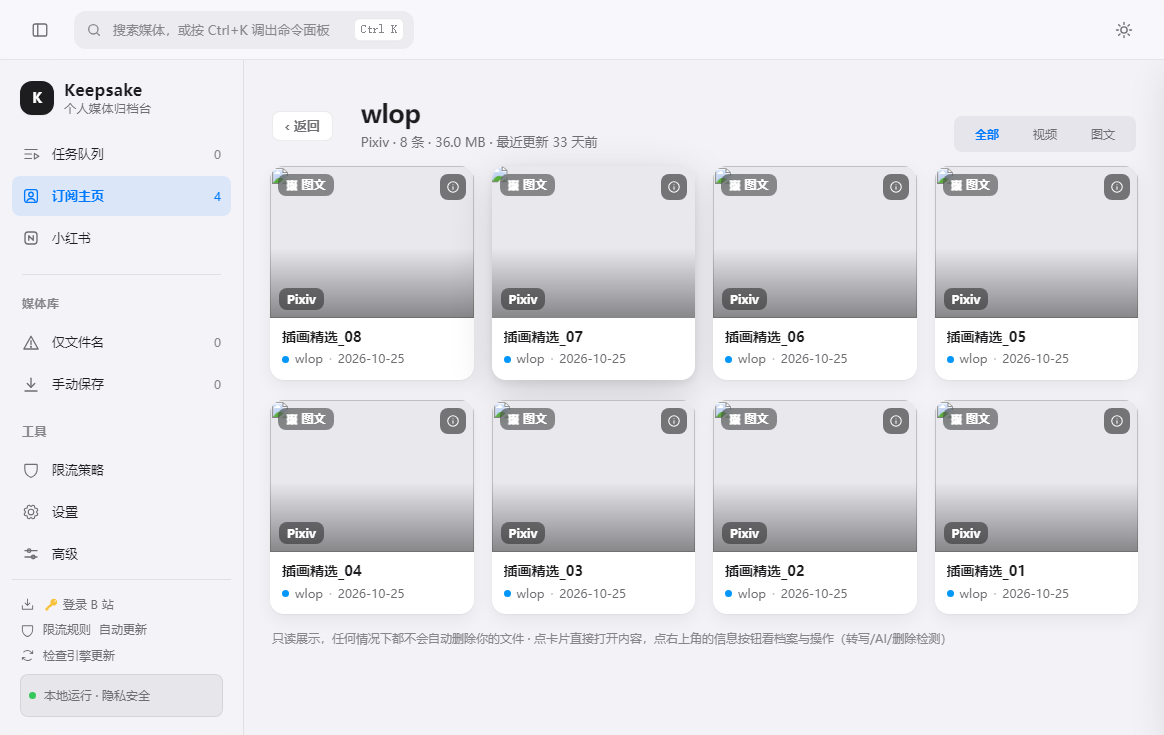 搜索媒体，或按 Ctrl+K 调出命令面板 Ctrl K
K Keepsake
个人媒体归档台
任务队列 0
订阅主页 4
小红书
媒体库
仅文件名 0
手动保存 0
工具
限流策略
设置
高级
🔑 登录 B 站
限流规则 自动更新
检查引擎更新
本地运行 · 隐私安全
‹ 返回
wlop
Pixiv · 8 条 · 36.0 MB · 最近更新 33 天前
全部 视频 图文
图文 图文 图文 图文
Pixiv Pixiv Pixiv Pixiv
插画精选_08 插画精选_07 插画精选_06 插画精选_05
wlop · 2026-10-25 wlop · 2026-10-25 wlop · 2026-10-25 wlop · 2026-10-25
图文 图文 图文 图文
Pixiv Pixiv Pixiv Pixiv
插画精选_04 插画精选_03 插画精选_02 插画精选_01
wlop · 2026-10-25 wlop · 2026-10-25 wlop · 2026-10-25 wlop · 2026-10-25
只读展示，任何情况下都不会自动删除你的文件 · 点卡片直接打开内容，点右上角的信息按钮看档案与操作（转写/AI/删除检测）